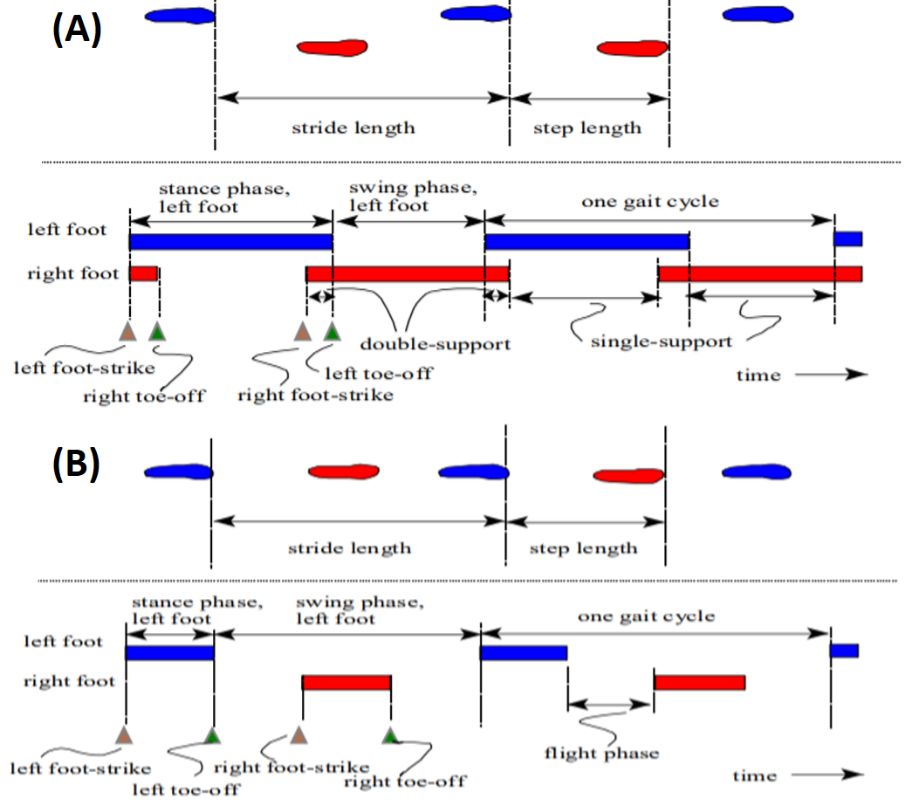 (A)
stride length
step length
stance phase,
left foot
swing phase,
left foot
one gait cycle
left foot
right foot
double-support
single-support
left foot-strike
left toe-off
time
right toe-off
right foot-strike
(B)
stride length
step length
stance phase,
left foot
swing phase,
left foot
one gait cycle
left foot
right foot
flight phase
left foot-strike
right foot-strike
time
left toe-off
right toe-off